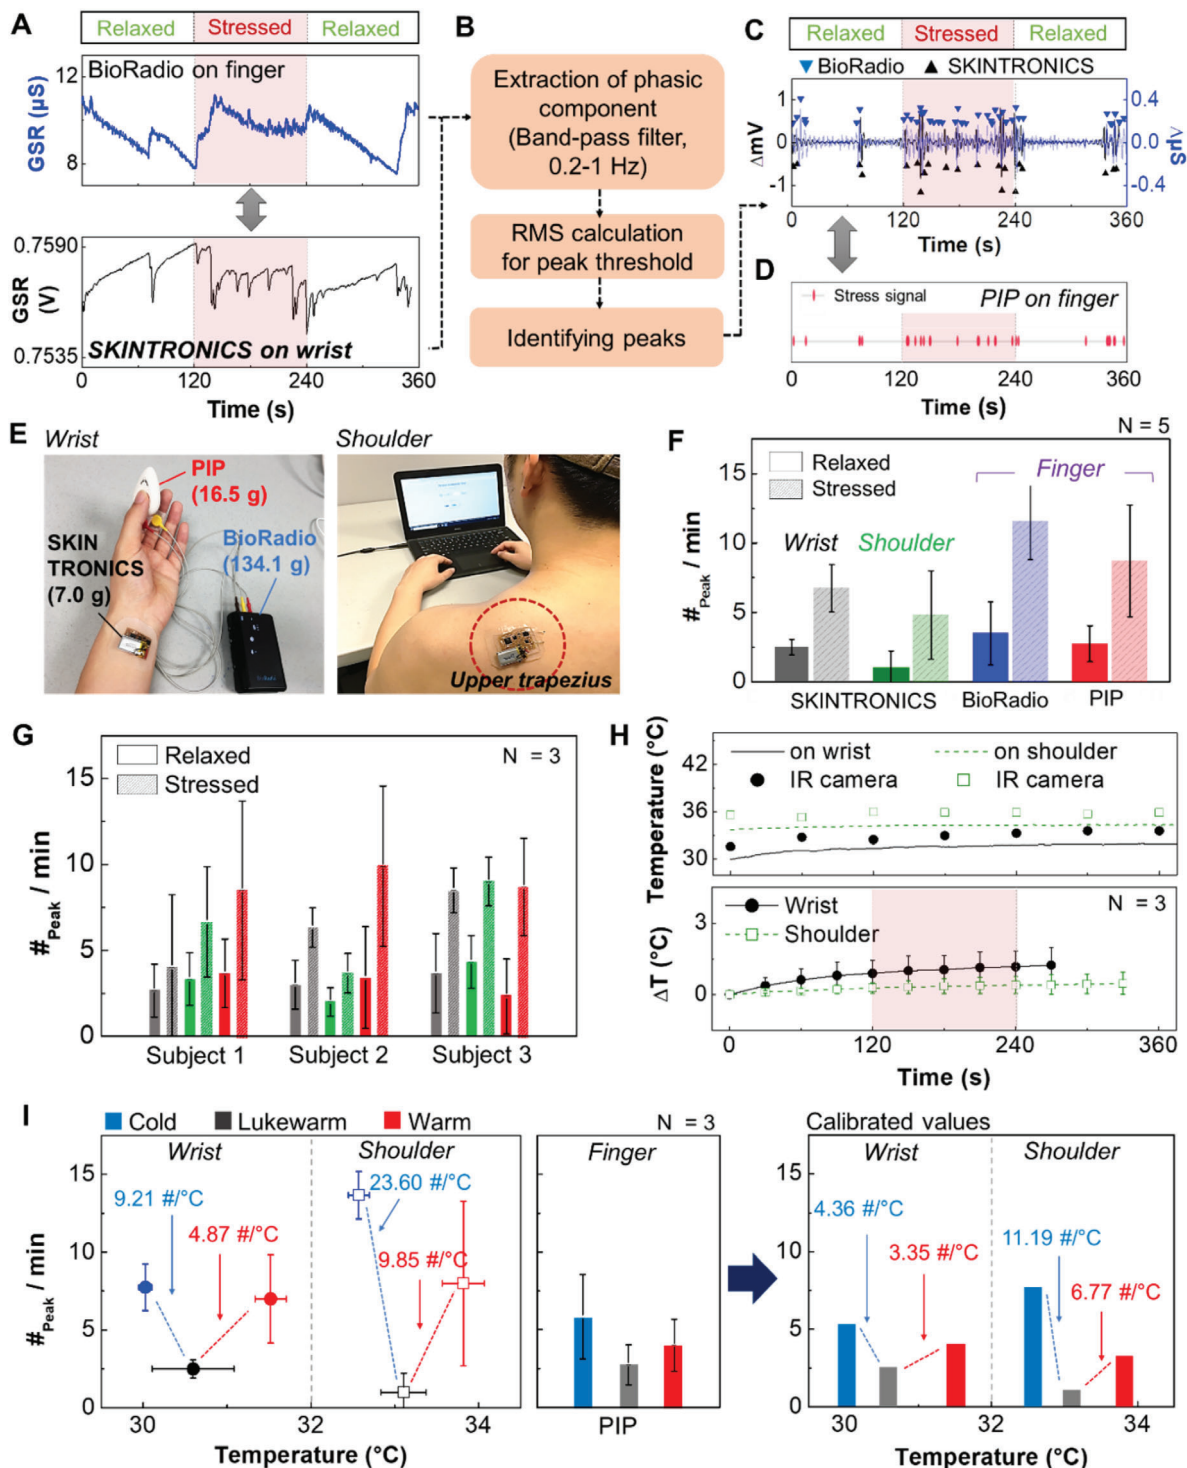 A
Relaxed Stressed Relaxed
BioRadio on finger
12
8
GSR (µS)
0.7590
0.7535
GSR
(V)
SKINTRONICS on wrist
0 120 240 360
Time (s)
B
Extraction of phasic
component
(Band-pass filter,
0.2-1 Hz)
RMS calculation
for peak threshold
Identifying peaks
C
Relaxed Stressed Relaxed
▼ BioRadio ▲ SKINTRONICS
1
0
-1
ΔmV
0.4
0.0
-0.4
ΔµS
0 120 240 360
Time (s)
D
Stress signal PIP on finger
0 120 240 360
Time (s)
E
Wrist Shoulder
PIP
(16.5 g)
SKIN
TRONICS
(7.0 g)
BioRadio
(134.1 g)
Upper trapezius
F
N = 5
15
10
5
0
#Peak / min
Relaxed
Stressed
Finger
Wrist Shoulder
SKINTRONICS BioRadio PIP
G
Relaxed
Stressed
N = 3
15
10
5
0
#Peak / min
Subject 1 Subject 2 Subject 3
H
Temperature (°C)
42
36
30
on wrist on shoulder
IR camera IR camera
ΔT (°C)
3
0
Wrist
Shoulder
N = 3
0 120 240 360
Time (s)
I
Cold Lukewarm Warm
N = 3
Wrist Shoulder
15
10
5
0
#Peak / min
9.21 #/°C
4.87 #/°C
23.60 #/°C
9.85 #/°C
30 32 34
Temperature (°C)
Finger
PIP
Calibrated values
Wrist Shoulder
15
10
5
0
4.36 #/°C
3.35 #/°C
11.19 #/°C
6.77 #/°C
30 32 34
Temperature (°C)